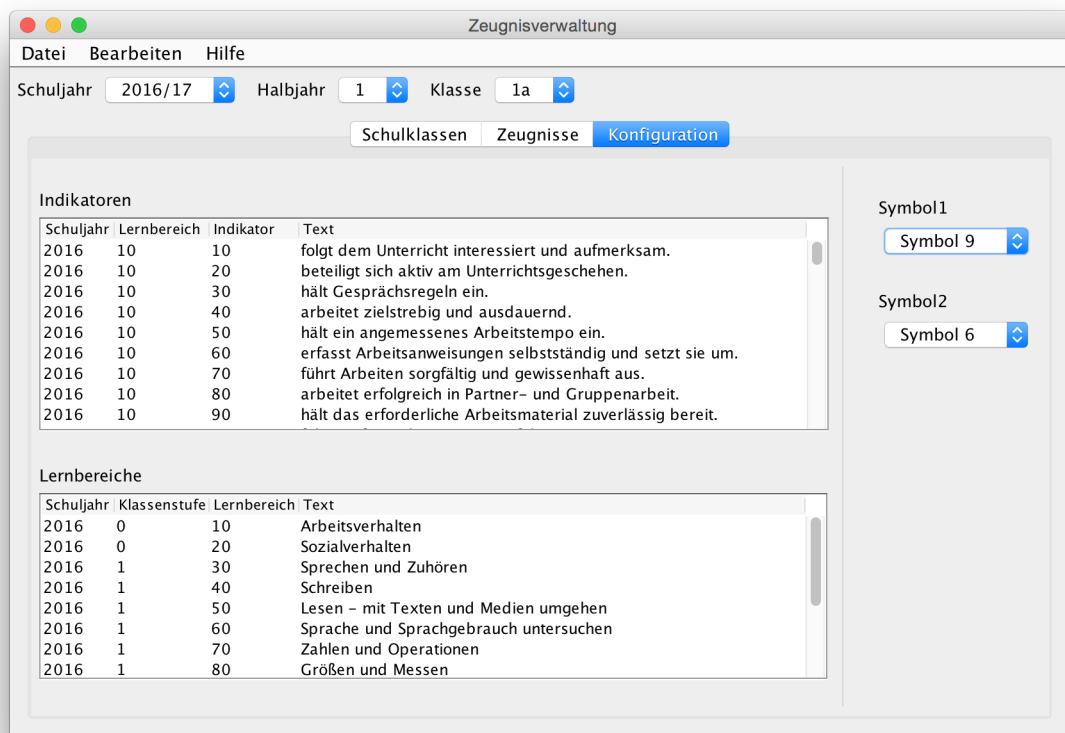 Zeugnisverwaltung
Datei Bearbeiten Hilfe
Schuljahr 2016/17 Halbjahr 1 Klasse 1a
Schulklassen Zeugnisse Konfiguration
Indikatoren
Schuljahr Lernbereich Indikator Text
2016 10 10 folgt dem Unterricht interessiert und aufmerksam.
2016 10 20 beteiligt sich aktiv am Unterrichtsgeschehen.
2016 10 30 hält Gesprächsregeln ein.
2016 10 40 arbeitet zielstrebig und ausdauernd.
2016 10 50 hält ein angemessenes Arbeitstempo ein.
2016 10 60 erfasst Arbeitsanweisungen selbstständig und setzt sie um.
2016 10 70 führt Arbeiten sorgfältig und gewissenhaft aus.
2016 10 80 arbeitet erfolgreich in Partner- und Gruppenarbeit.
2016 10 90 hält das erforderliche Arbeitsmaterial zuverlässig bereit.
Lernbereiche
Schuljahr Klassenstufe Lernbereich Text
2016 0 10 Arbeitsverhalten
2016 0 20 Sozialverhalten
2016 1 30 Sprechen und Zuhören
2016 1 40 Schreiben
2016 1 50 Lesen - mit Texten und Medien umgehen
2016 1 60 Sprache und Sprachgebrauch untersuchen
2016 1 70 Zahlen und Operationen
2016 1 80 Größen und Messen
Symbol1
Symbol 9
Symbol2
Symbol 6